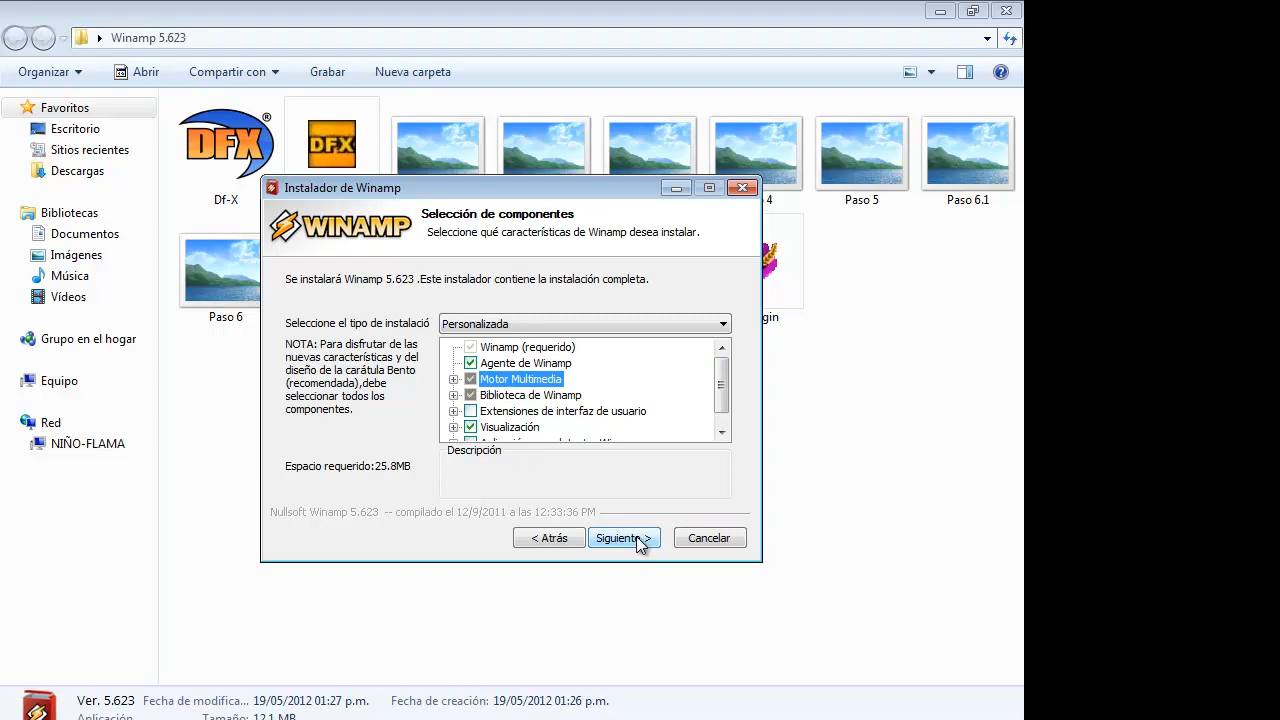 Winamp 5.623
Organizar
Abrir
Compartir con
Grabar
Nueva carpeta
Favoritos
Escritorio
Sitios recientes
Descargas
Bibliotecas
Documentos
Imágenes
Música
Vídeos
Grupo en el hogar
Equipo
Red
NIÑO-FLAMA
DFX
®
DFX
Df-X
4
Paso 5
Paso 6.1
Paso 6
gin
Instalador de Winamp
WINAMP
Selección de componentes
Seleccione qué características de Winamp desea instalar.
Se instalará Winamp 5.623 .Este instalador contiene la instalación completa.
Seleccione el tipo de instalació
Personalizada
NOTA: Para disfrutar de las
nuevas características y del
diseño de la carátula Bento
(recomendada),debe
seleccionar todos los
componentes.
Winamp (requerido)
Agente de Winamp
Motor Multimedia
Biblioteca de Winamp
Extensiones de interfaz de usuario
Visualización
Descripción
Espacio requerido:25.8MB
Nullsoft Winamp 5.623 -- compilado el 12/9/2011 a las 12:33:36 PM
< Atrás
Siguiente >
Cancelar
Ver. 5.623
Fecha de modifica... 19/05/2012 01:27 p.m.
Fecha de creación: 19/05/2012 01:26 p.m.
Aplicación
Tamaño: 12.1 MB